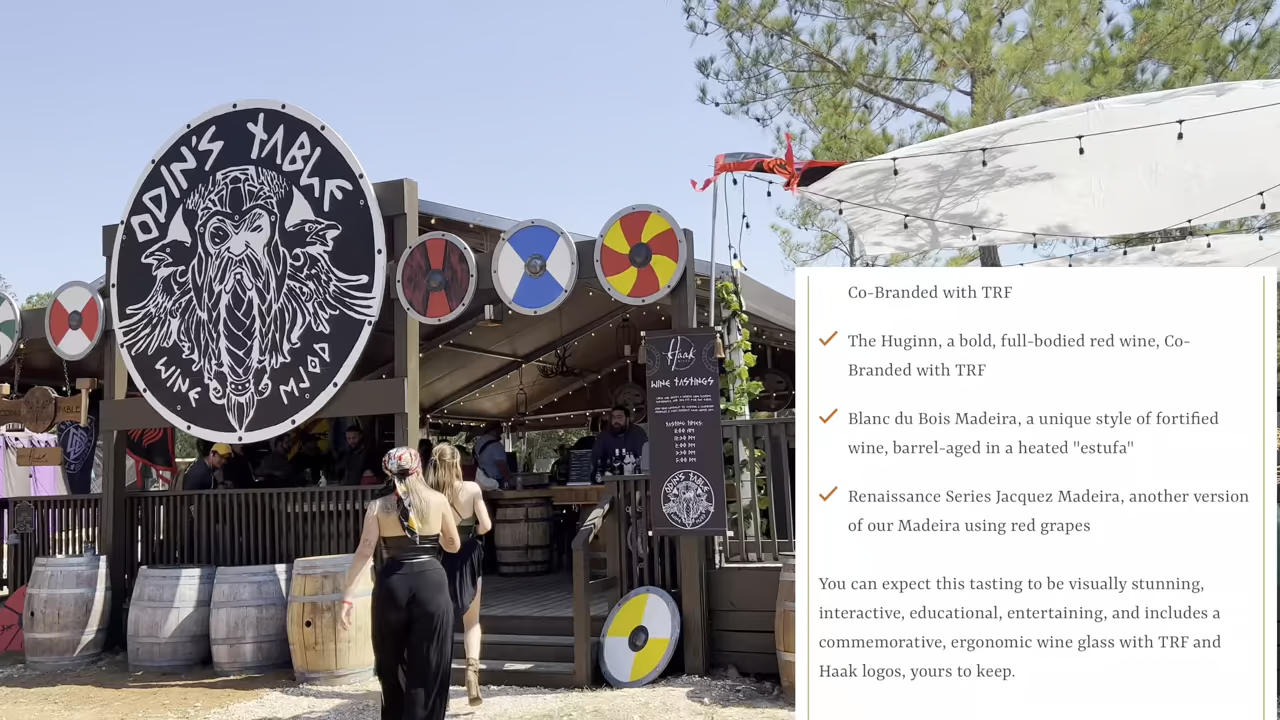 ODIN'S TABLE
WINE MJOD
Haak
WINE TASTINGS
TASTING TIMES:
ODIN'S TABLE
WINE MJOD
Co-Branded with TRF
The Huginn, a bold, full-bodied red wine, Co-
Branded with TRF
Blanc du Bois Madeira, a unique style of fortified
wine, barrel-aged in a heated "estufa"
Renaissance Series Jacquez Madeira, another version
of our Madeira using red grapes
You can expect this tasting to be visually stunning,
interactive, educational, entertaining, and includes a
commemorative, ergonomic wine glass with TRF and
Haak logos, yours to keep.